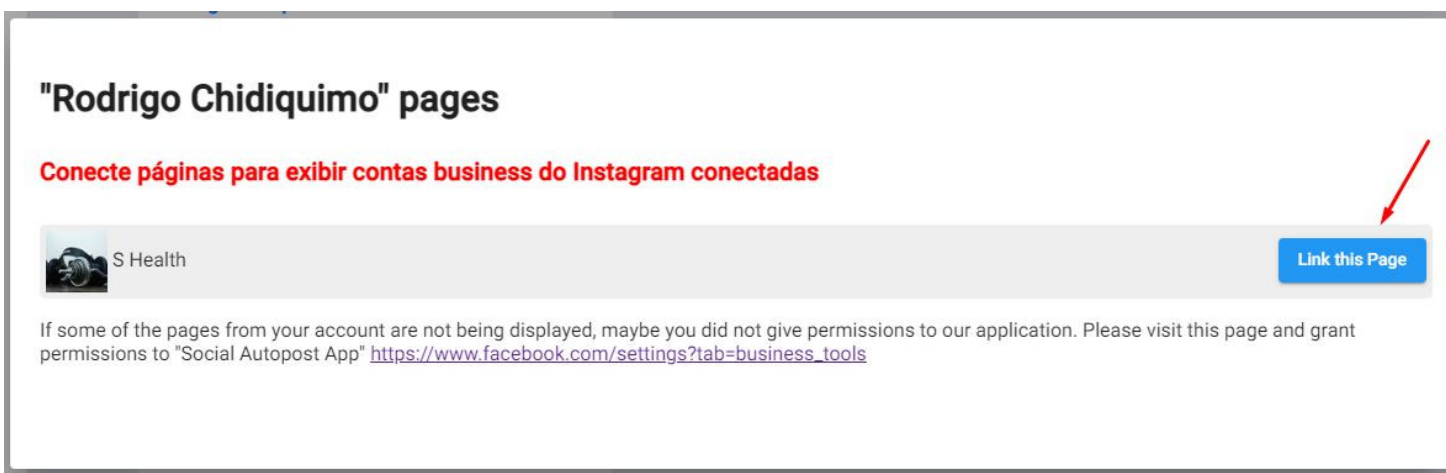 "Rodrigo Chidiquimo" pages
Conecte páginas para exibir contas business do Instagram conectadas
S Health
Link this Page
If some of the pages from your account are not being displayed, maybe you did not give permissions to our application. Please visit this page and grant
permissions to "Social Autopost App" https://www.facebook.com/settings?tab=business_tools